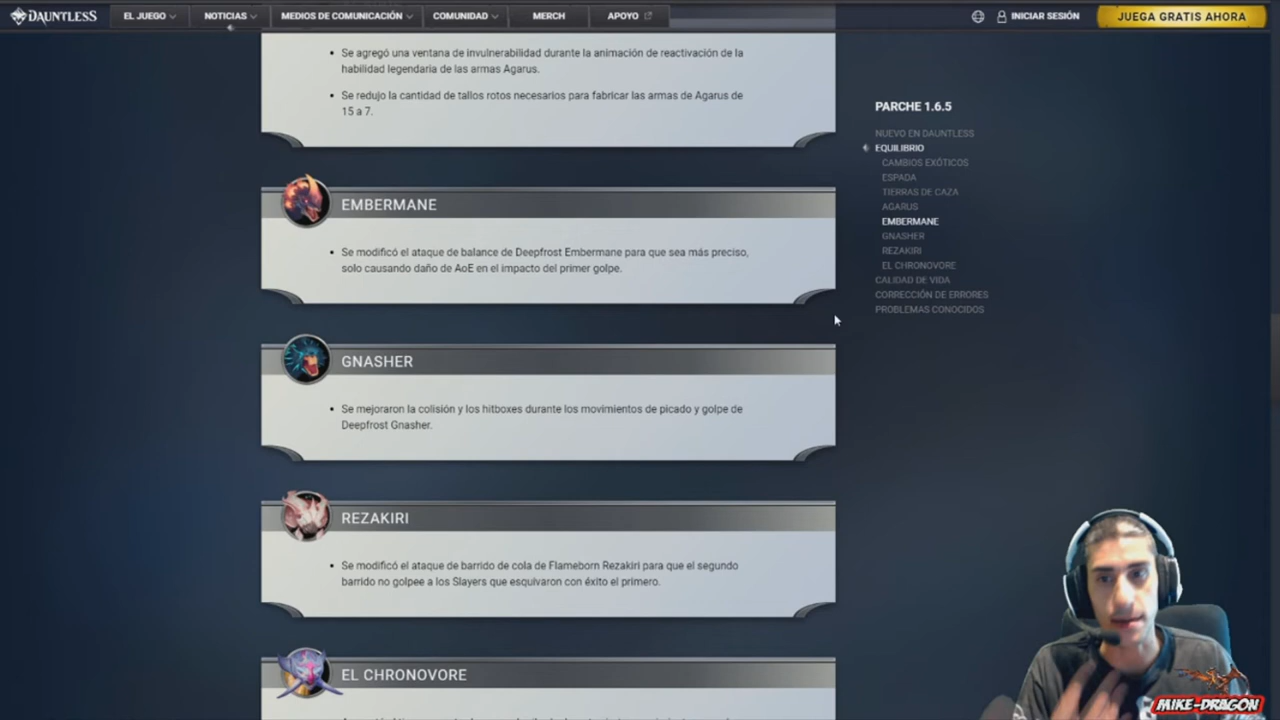 DAUNTLESS
EL JUEGO
NOTICIAS
MEDIOS DE COMUNICACIÓN
COMUNIDAD
MERCH
APOYO
INICIAR SESIÓN
JUEGA GRATIS AHORA
• Se agregó una ventana de invulnerabilidad durante la animación de reactivación de la
habilidad legendaria de las armas Agarus.
• Se redujo la cantidad de tallos rotos necesarios para fabricar las armas de Agarus de
15 a 7.
EMBERMANE
• Se modificó el ataque de balance de Deepfrost Embermane para que sea más preciso,
solo causando daño de AoE en el impacto del primer golpe.
GNASHER
• Se mejoraron la colisión y los hitboxes durante los movimientos de picado y golpe de
Deepfrost Gnasher.
REZAKIRI
• Se modificó el ataque de barrido de cola de Flameborn Rezakiri para que el segundo
barrido no golpee a los Slayers que esquivaron con éxito el primero.
EL CHRONOVORE
PARCHE 1.6.5
NUEVO EN DAUNTLESS
EQUILIBRIO
CAMBIOS EXÓTICOS
ESPADA
TIERRAS DE CAZA
AGARUS
EMBERMANE
GNASHER
REZAKIRI
EL CHRONOVORE
CALIDAD DE VIDA
CORRECCIÓN DE ERRORES
PROBLEMAS CONOCIDOS
MIKE-DRAGON